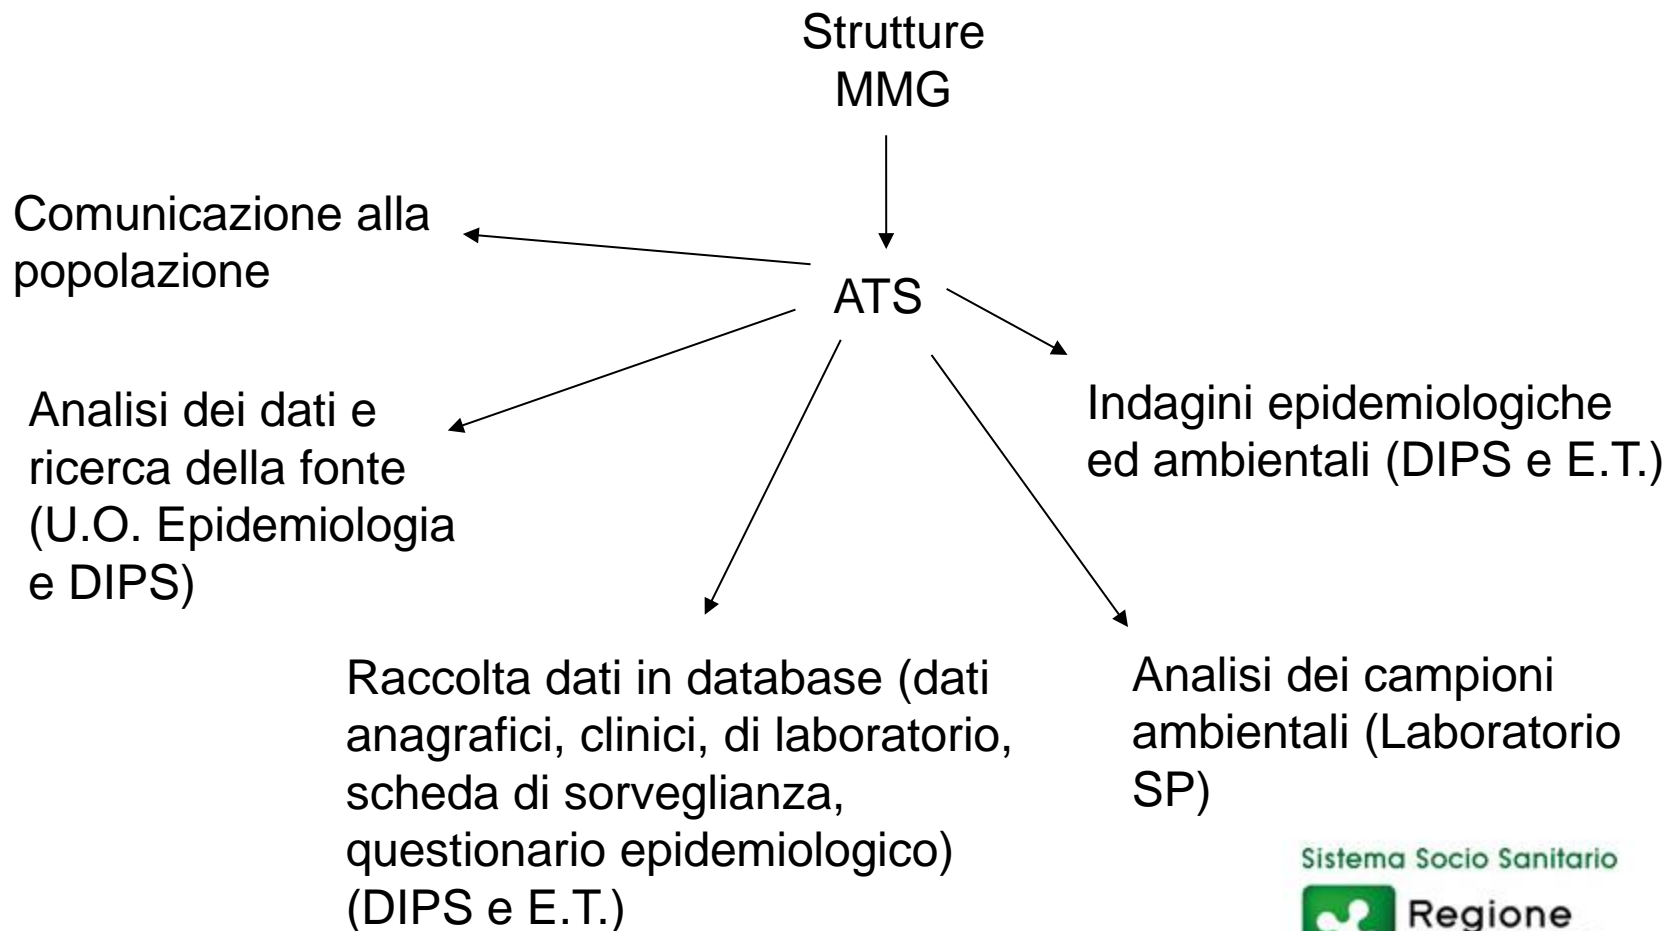 Strutture
MMG
Comunicazione alla
popolazione
ATS
Analisi dei dati e
ricerca della fonte
(U.O. Epidemiologia
e DIPS)
Indagini epidemiologiche
ed ambientali (DIPS e E.T.)
Raccolta dati in database (dati
anagrafici, clinici, di laboratorio,
scheda di sorveglianza,
questionario epidemiologico)
(DIPS e E.T.)
Analisi dei campioni
ambientali (Laboratorio
SP)
Sistema Socio Sanitario
Regione